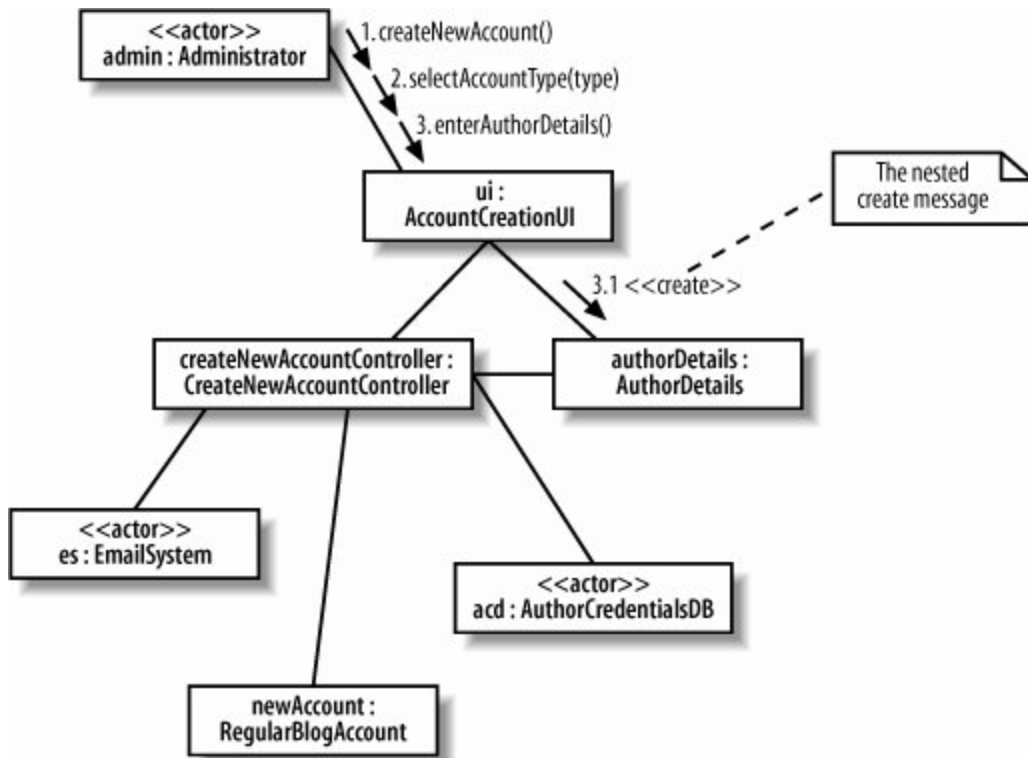 <<actor>>
admin : Administrator
1. createNewAccount()
2. selectAccountType(type)
3. enterAuthorDetails()
ui :
AccountCreationUI
The nested
create message
3.1 <<create>>
createNewAccountController :
CreateNewAccountController
authorDetails :
AuthorDetails
<<actor>>
es : EmailSystem
<<actor>>
acd : AuthorCredentialsDB
newAccount :
RegularBlogAccount